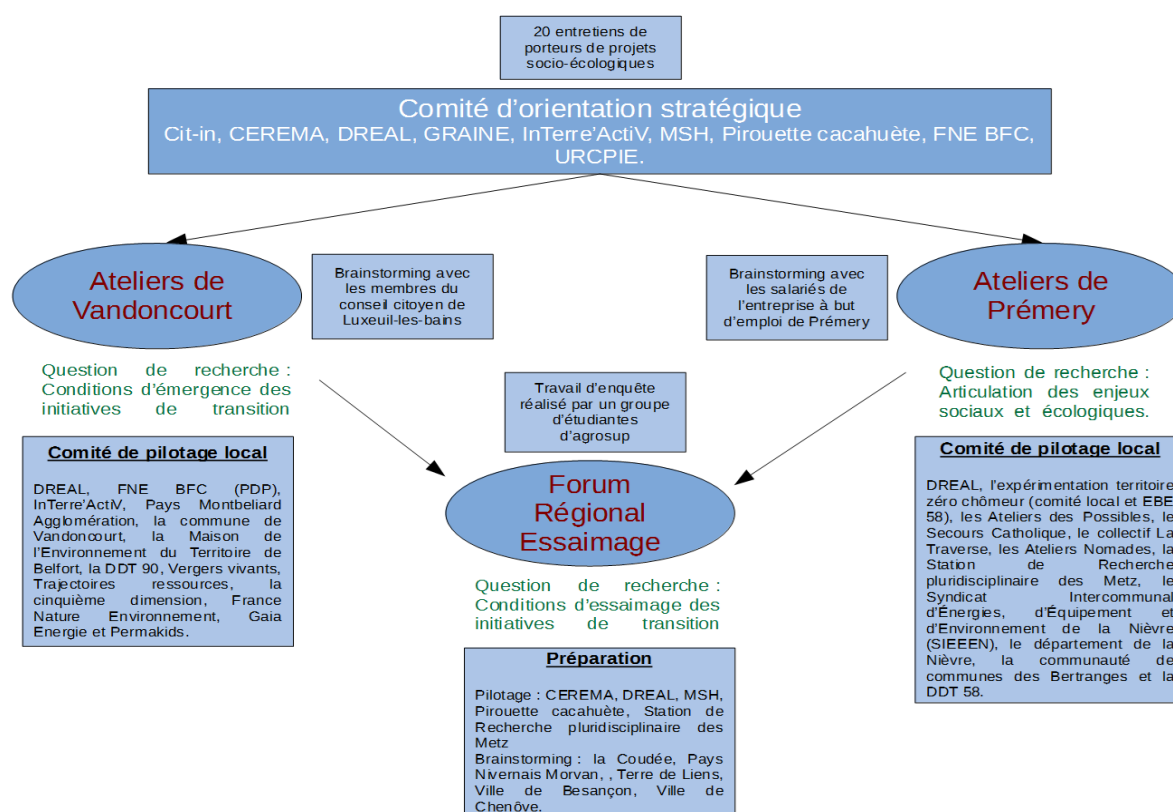 20 entretiens de
porteurs de projets
socio-écologiques
Comité d'orientation stratégique
Cit-in, CEREMA, DREAL, GRAINE, InTerre'ActiV, MSH, Pirouette cacahuète, FNE BFC,
URCPIE.
Ateliers de
Vandoncourt
Brainstorming avec
les membres du
conseil citoyen de
Luxeuil-les-bains
Brainstorming avec
les salariés de
l'entreprise à but
d'emploi de Prémery
Ateliers de
Prémery
Question de recherche :
Conditions d'émergence des
initiatives de transition
Question de recherche :
Articulation des enjeux
sociaux et écologiques.
Travail d'enquête
réalisé par un groupe
d'étudiantes
d'agrosup
Comité de pilotage local
DREAL, FNE BFC (PDP),
InTerre'ActiV, Pays Montbeliard
Agglomération, la commune de
Vandoncourt, la Maison de
l'Environnement du Territoire de
Belfort, la DDT 90, Vergers vivants,
Trajectoires ressources, la
cinquième dimension, France
Nature Environnement, Gaia
Energie et Permakids.
Forum
Régional
Essaimage
Question de recherche :
Conditions d'essaimage des
initiatives de transition
Comité de pilotage local
DREAL, l'expérimentation territoire
zéro chômeur (comité local et EBE
58), les Ateliers des Possibles, le
Secours Catholique, le collectif La
Traverse, les Ateliers Nomades, la
Station de Recherche
pluridisciplinaire des Metz, le
Syndicat Intercommunal
d'Énergies, d'Équipement et
d'Environnement de la Nièvre
(SIEEEN), le département de la
Nièvre, la communauté de
communes des Bertranges et la
DDT 58.
Préparation
Pilotage : CEREMA, DREAL, MSH,
Pirouette cacahuète, Station de
Recherche pluridisciplinaire des
Metz
Brainstorming : la Coudée, Pays
Nivernais Morvan, , Terre de Liens,
Ville de Besançon, Ville de
Chenôve.